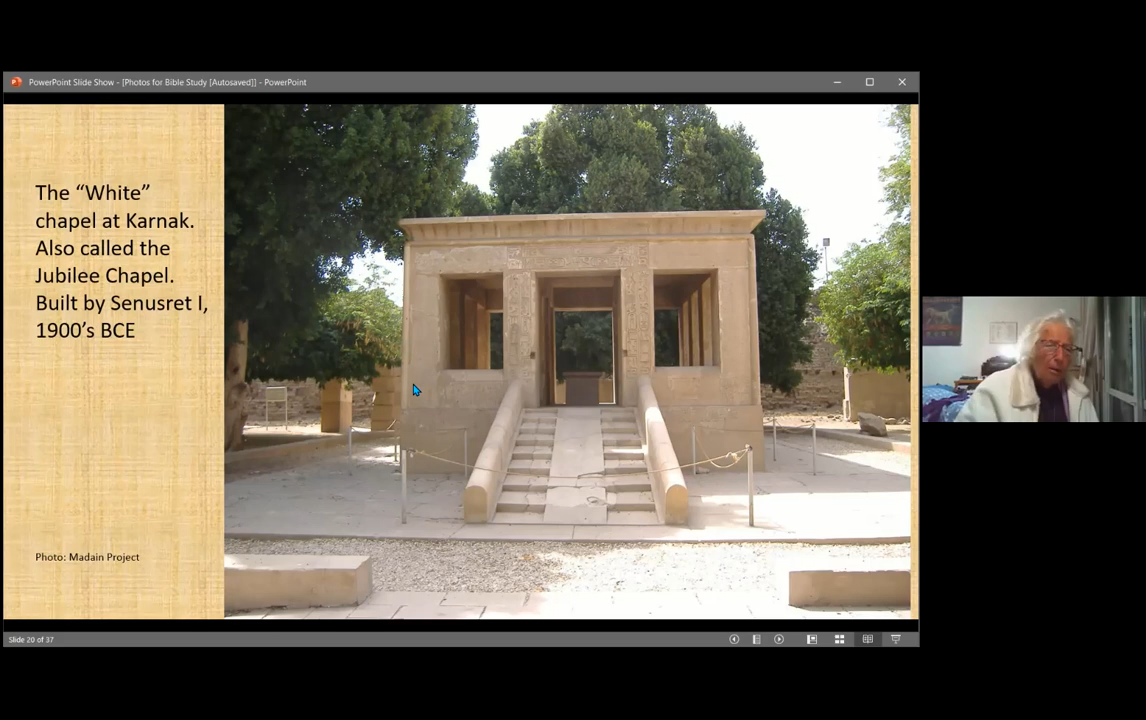 PowerPoint Slide Show - [Photos for Bible Study [Autosaved]] - PowerPoint
The “White”
chapel at Karnak.
Also called the
Jubilee Chapel.
Built by Senusret I,
1900’s BCE
Photo: Madain Project
Slide 20 of 37